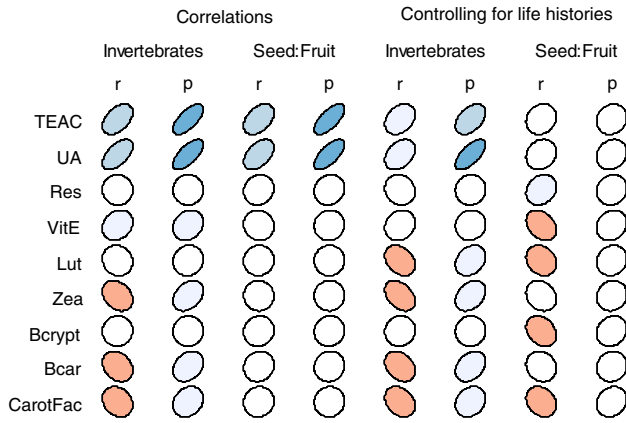 Correlations Controlling for life histories
Invertebrates Seed:Fruit Invertebrates Seed:Fruit
r p r p r p r p
TEAC
UA
Res
VitE
Lut
Zea
Bcrypt
Bcar
CarotFac